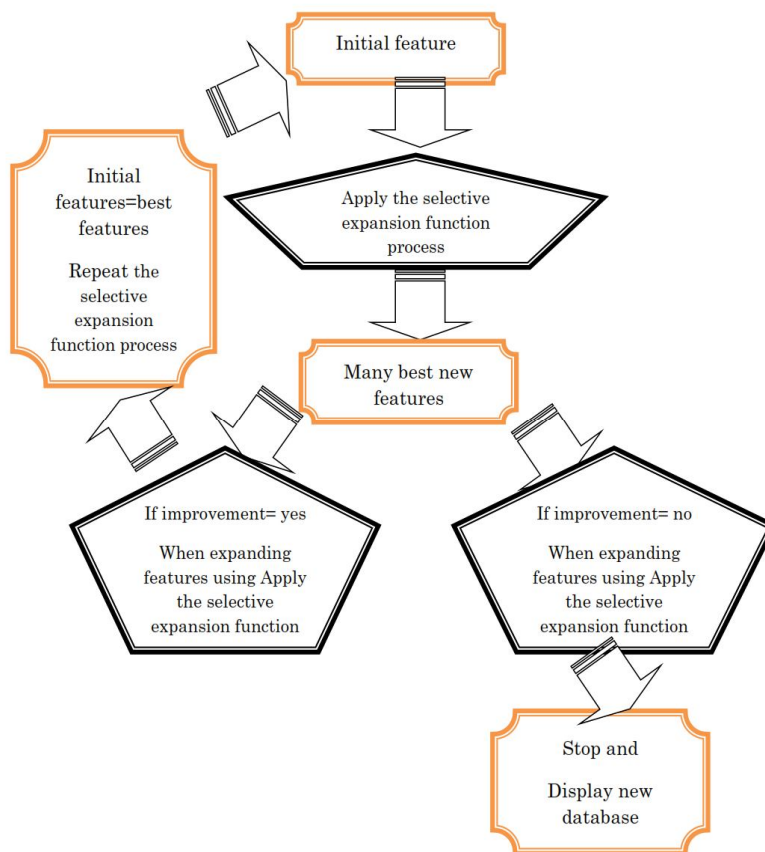 Initial feature
Initial
features=best
features
Repeat the
selective
expansion
function process
Apply the selective
expansion function
process
Many best new
features
If improvement= yes
When expanding
features using Apply
the selective
expansion function
If improvement= no
When expanding
features using Apply
the selective
expansion function
Stop and
Display new
database